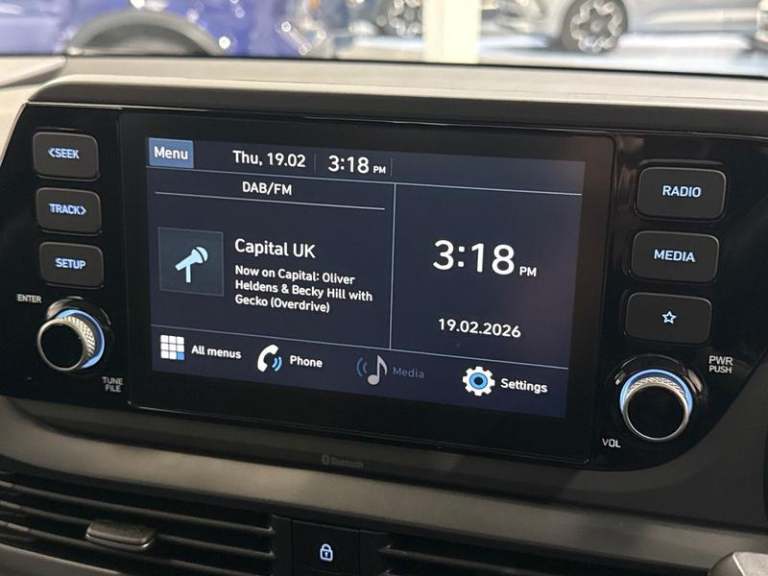 <SEEK
TRACK>
SETUP
ENTER
TUNE
FILE
Menu
Thu, 19.02
3:18 PM
DAB/FM
Capital UK
Now on Capital: Oliver
Heldens & Becky Hill with
Gecko (Overdrive)
3:18 PM
19.02.2026
All menus
Phone
Media
Settings
RADIO
MEDIA
PWR
PUSH
VOL
Bluetooth